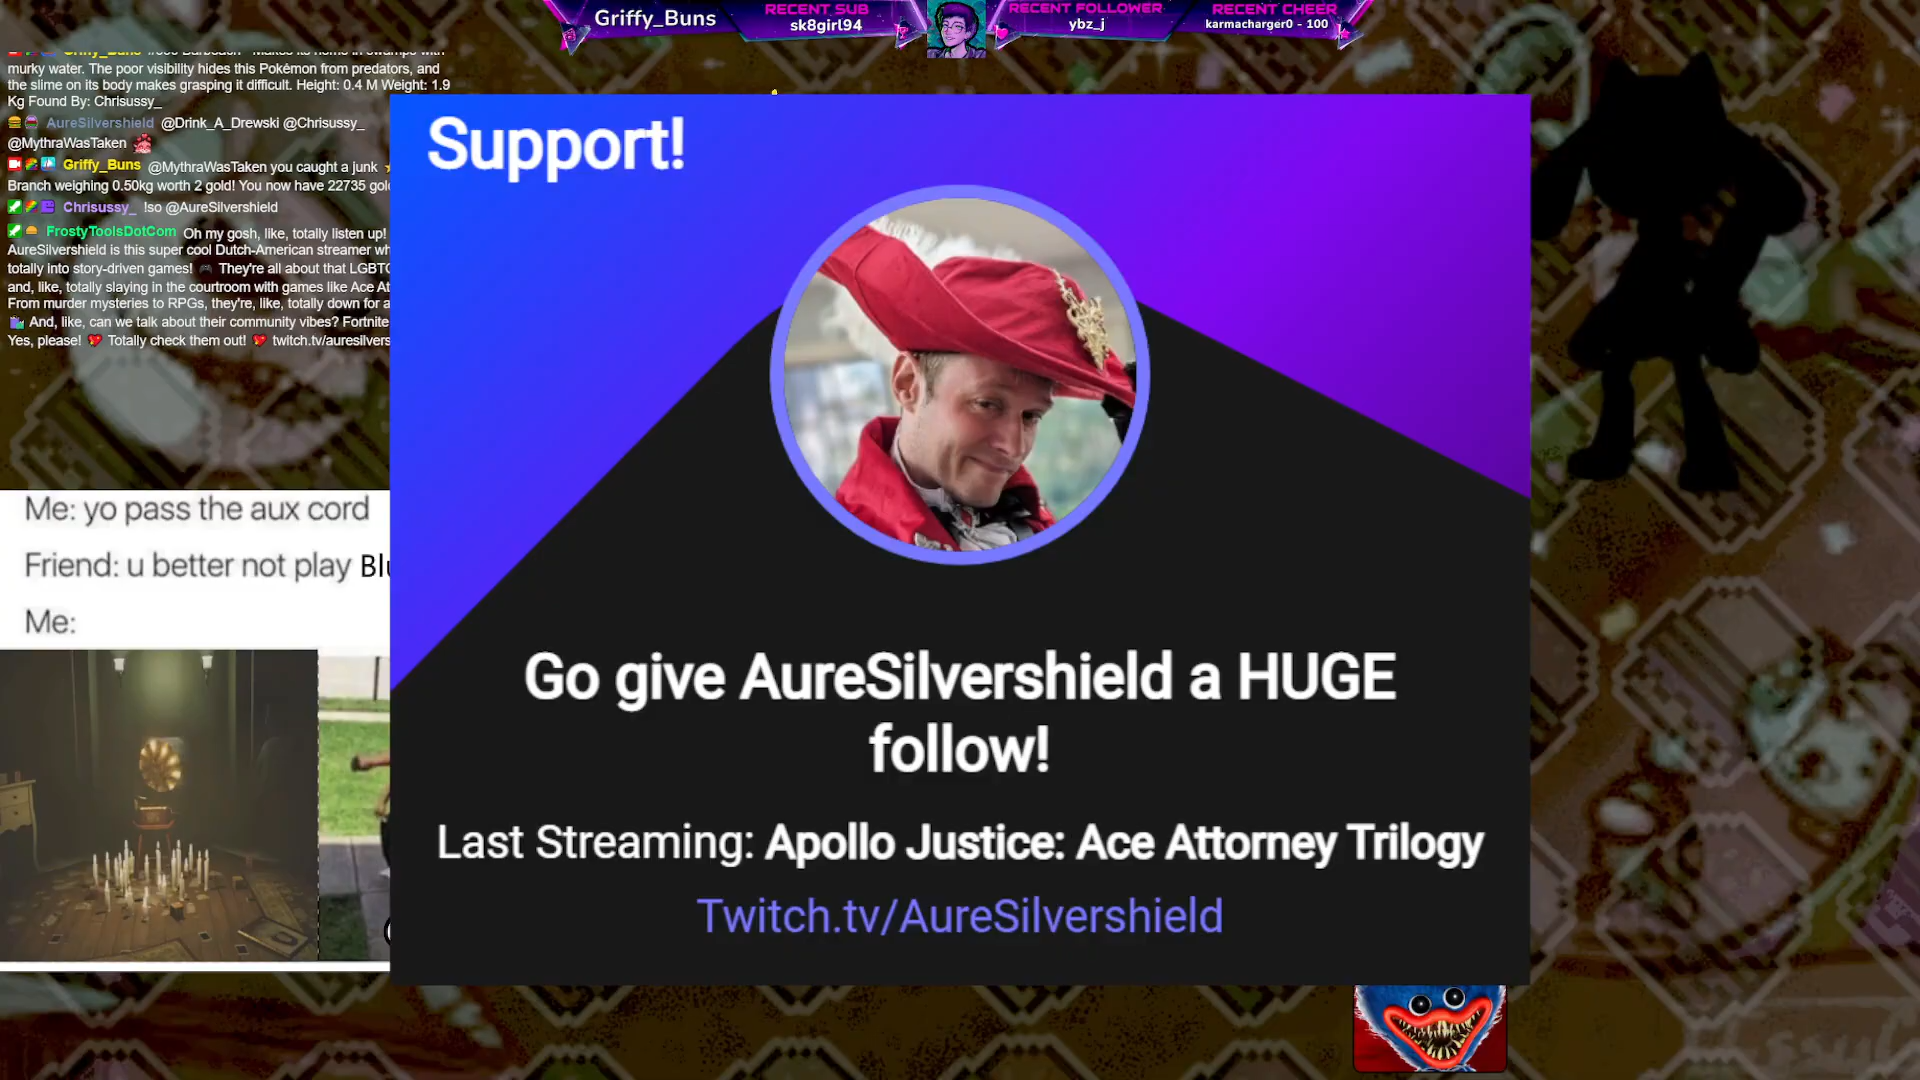 Griffy_Buns
RECENT SUB
sk8girl94
RECENT FOLLOWER
ybz_j
RECENT CHEER
karmacharger0 - 100
murky water. The poor visibility hides this Pokémon from predators, and
the slime on its body makes grasping it difficult. Height: 0.4 M Weight: 1.9
Kg Found By: Chrisussy_
AureSilvershield @Drink_A_Drewski @Chrisussy_
@MythraWasTaken
Griffy_Buns @MythraWasTaken you caught a junk
Branch weighing 0.50kg worth 2 gold! You now have 22735
Chrisussy_ !so @AureSilvershield
FrostyToolsDotCom Oh my gosh, like, totally listen up!
AureSilvershield is this super cool Dutch-American streamer
totally into story-driven games! 🎮 They're all about that
and, like, totally slaying in the courtroom with games like Ace
From murder mysteries to RPGs, they're, like, totally down for
🛍️ And, like, can we talk about their community vibes? Fortnite
Yes, please! 💖 Totally check them out! 💖
Me: yo pass the aux cord
Friend: u better not play
Me:
Support!
Go give AureSilvershield a HUGE
follow!
Last Streaming: Apollo Justice: Ace Attorney Trilogy
Twitch.tv/AureSilvershield